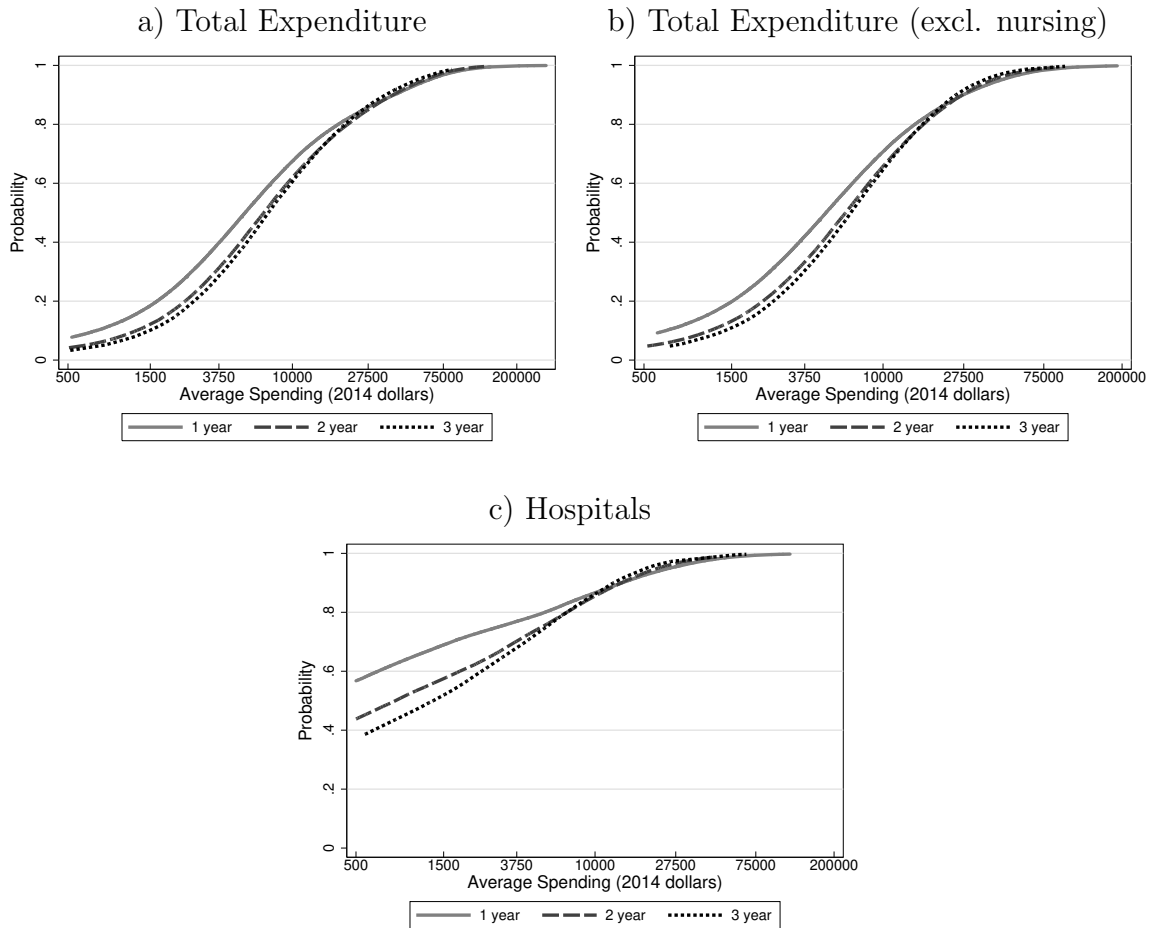 a) Total Expenditure
b) Total Expenditure (excl. nursing)
Probability
1
.8
.6
.4
.2
0
500 1500 3750 10000 27500 75000 200000
Average Spending (2014 dollars)
1 year 2 year 3 year
Probability
1
.8
.6
.4
.2
0
500 1500 3750 10000 27500 75000 200000
Average Spending (2014 dollars)
1 year 2 year 3 year
c) Hospitals
Probability
1
.8
.6
.4
.2
0
500 1500 3750 10000 27500 75000 200000
Average Spending (2014 dollars)
1 year 2 year 3 year